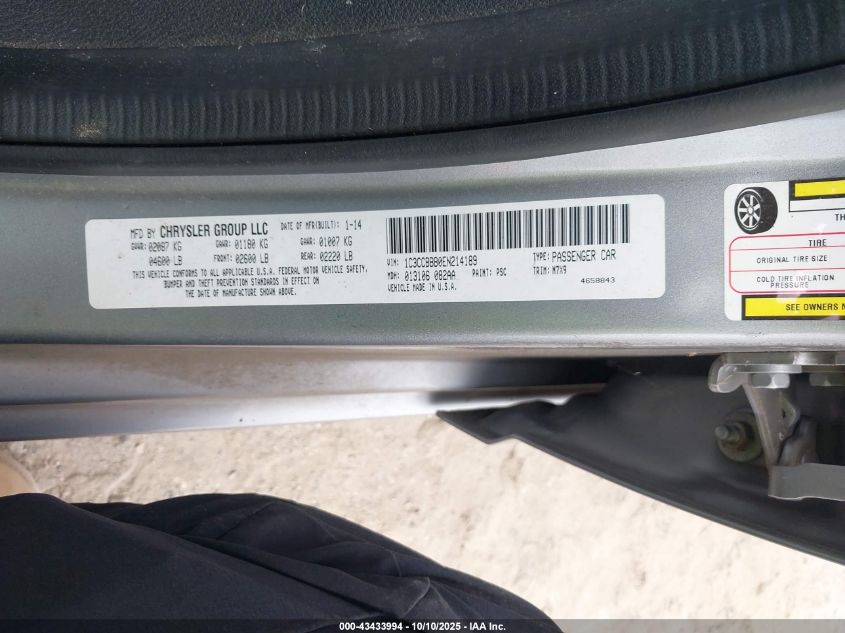 MFD BY CHRYSLER GROUP LLC DATE OF MFR(BUILT): 1-14
GVWR: 02087 KG GAWR: 01180 KG GAWR: 01007 KG
04600 LB FRONT: 02600 LB REAR: 02220 LB
THIS VEHICLE CONFORMS TO ALL APPLICABLE U.S.A. FEDERAL MOTOR VEHICLE SAFETY,
BUMPER AND THEFT PREVENTION STANDARDS IN EFFECT ON
THE DATE OF MANUFACTURE SHOWN ABOVE.
VIN: 1C3CCBBB0EN214189 TYPE: PASSENGER CAR
MDH: 013106 082AA PAINT: PSC TRIM: M7X9
VEHICLE MADE IN U.S.A. 4658843
TIRE
ORIGINAL TIRE SIZE
COLD TIRE INFLATION
PRESSURE
SEE OWNERS
000-43433994 | 10/10/2025 | IAA Inc.